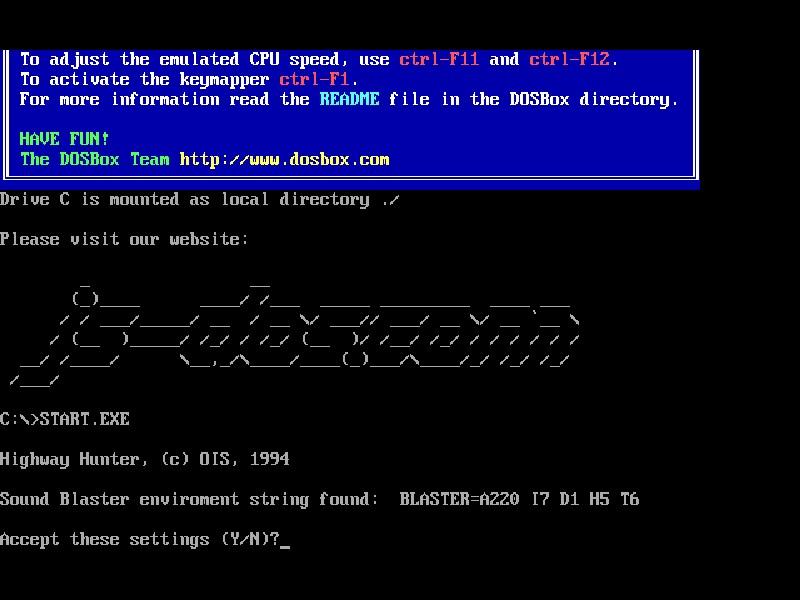 To adjust the emulated CPU speed, use ctrl-F11 and ctrl-F12.
To activate the keymapper ctrl-F1.
For more information read the README file in the DOSBox directory.
HAVE FUN!
The DOSBox Team http://www.dosbox.com
Drive C is mounted as local directory ./
Please visit our website:
js-dos.com
C:\>START.EXE
Highway Hunter, (c) OIS, 1994
Sound Blaster enviroment string found:  BLASTER=A220 I7 D1 H5 T6
Accept these settings (Y/N)?_